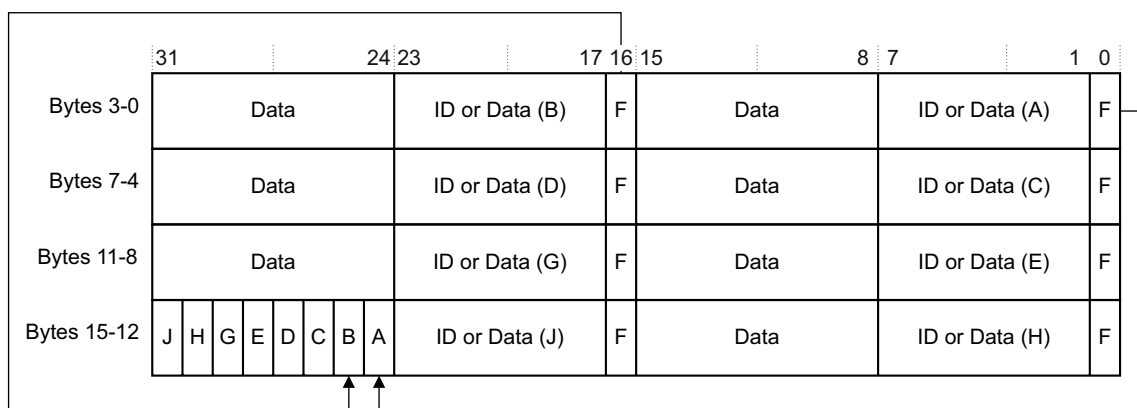 31 24 23 17 16 15 8 7 1 0
Bytes 3-0 Data ID or Data (B) F Data ID or Data (A) F
Bytes 7-4 Data ID or Data (D) F Data ID or Data (C) F
Bytes 11-8 Data ID or Data (G) F Data ID or Data (E) F
Bytes 15-12 J H G E D C B A ID or Data (J) F Data ID or Data (H) F